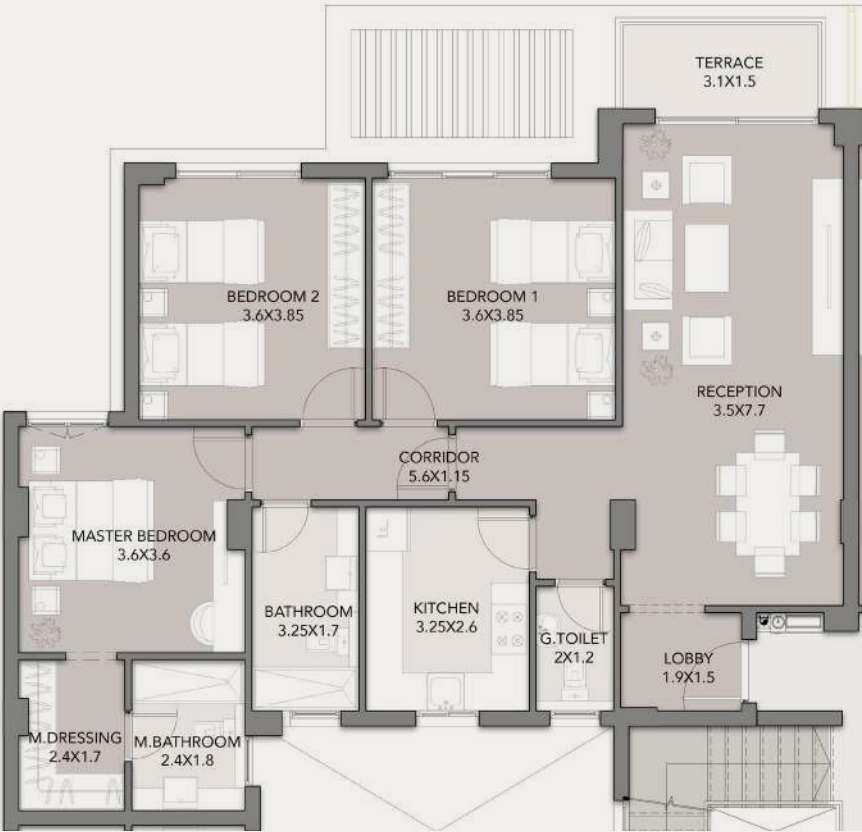 TERRACE
3.1X1.5
BEDROOM 2
3.6X3.85
BEDROOM 1
3.6X3.85
RECEPTION
3.5X7.7
CORRIDOR
5.6X1.15
MASTER BEDROOM
3.6X3.6
BATHROOM
3.25X1.7
KITCHEN
3.25X2.6
G.TOILET
2X1.2
LOBBY
1.9X1.5
M.DRESSING
2.4X1.7
M.BATHROOM
2.4X1.8